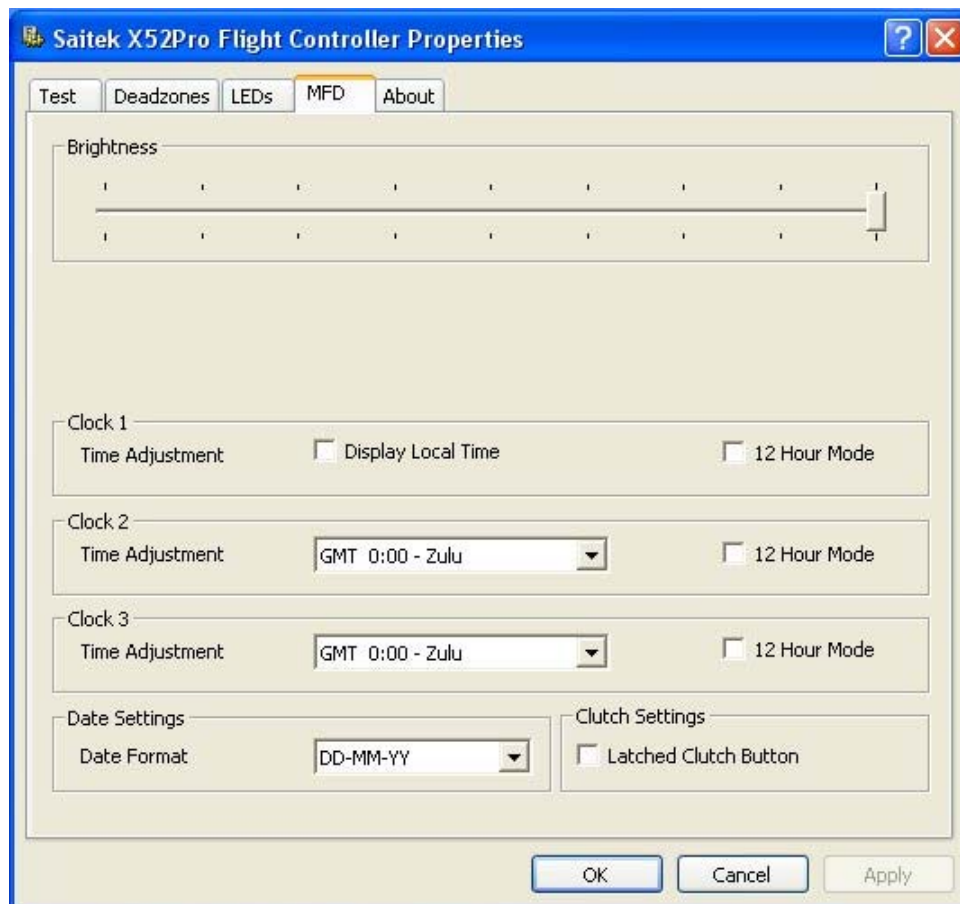 Saitek X52Pro Flight Controller Properties
Test Deadzones LEDs MFD About
Brightness
Clock 1
Time Adjustment Display Local Time 12 Hour Mode
Clock 2
Time Adjustment GMT 0:00 - Zulu 12 Hour Mode
Clock 3
Time Adjustment GMT 0:00 - Zulu 12 Hour Mode
Date Settings Clutch Settings
Date Format DD-MM-YY Latched Clutch Button
OK Cancel Apply